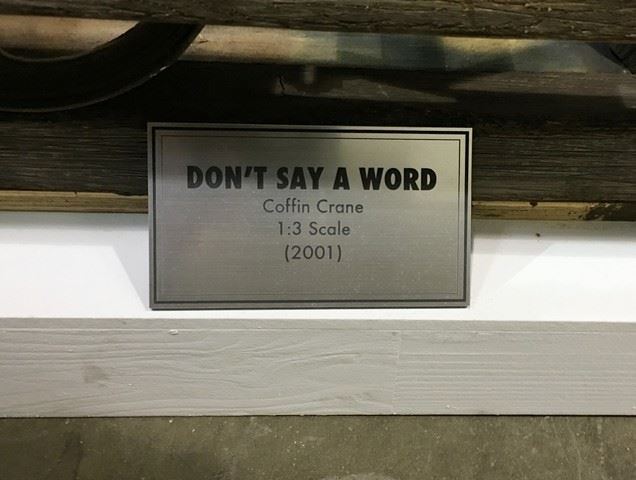 DON'T SAY A WORD
Coffin Crane
1:3 Scale
(2001)